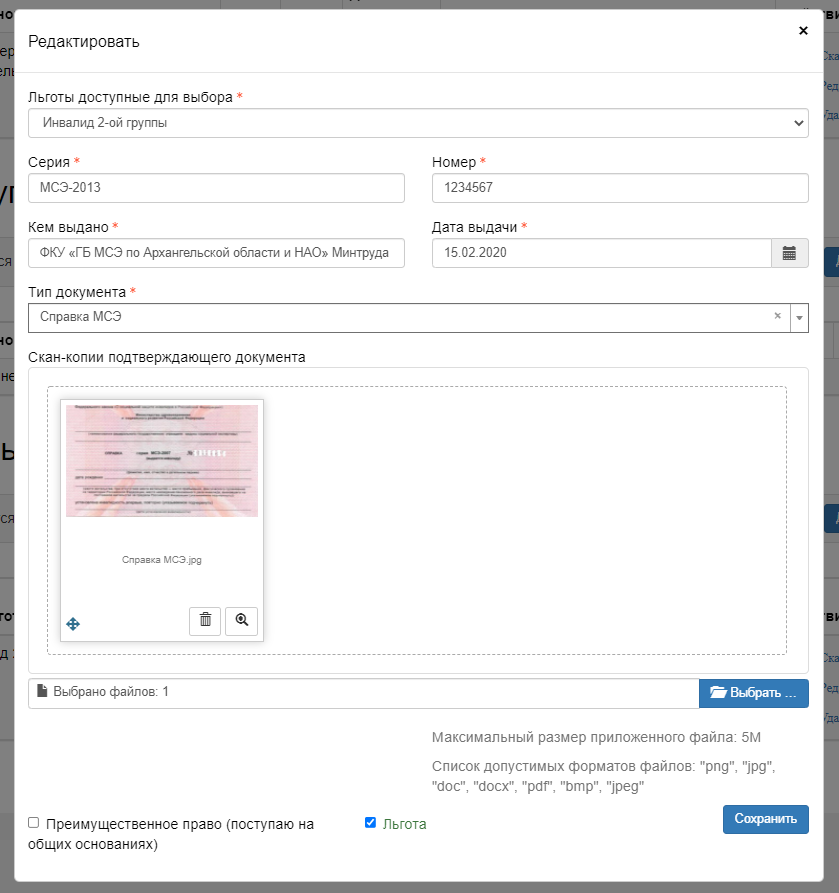 Редактировать
×
Льготы доступные для выбора *
Инвалид 2-ой группы
Серия *
Номер *
МСЭ-2013
1234567
Кем выдано *
Дата выдачи *
ФКУ «ГБ МСЭ по Архангельской области и НАО» Минтруда
15.02.2020
Тип документа *
Справка МСЭ
×
Скан-копии подтверждающего документа
Справка МСЭ.jpg
Выбрано файлов: 1
Выбрать ...
Максимальный размер приложенного файла: 5M
Список допустимых форматов файлов: "png", "jpg",
"doc", "docx", "pdf", "bmp", "jpeg"
Сохранить
Преимущественное право (поступаю на
общих основаниях)
Льгота